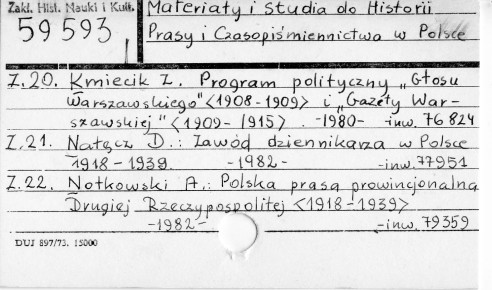 Zakł. Hist. Nauki i Kult.
59 593
Materiały i studia do Historii
Prasy i Czasopiśmiennictwa w Polsce
Z.20. Kmiecik Z. Program polityczny „Głosu
Warszawskiego" <1908-1909> i „Gazety War-
szawskiej" <1909-1915>. -1980- inw. 76 824
Z.21. Nałęcz D.: Zawód dziennikarza w Polsce
1918-1939. -1982- -inw. 77951
Z.22. Notkowski A.: Polska prasa prowincjonalna
Drugiej Rzeczypospolitej <1918-1939>
-1982- -inw. 79359
DUJ 897/73. 15000